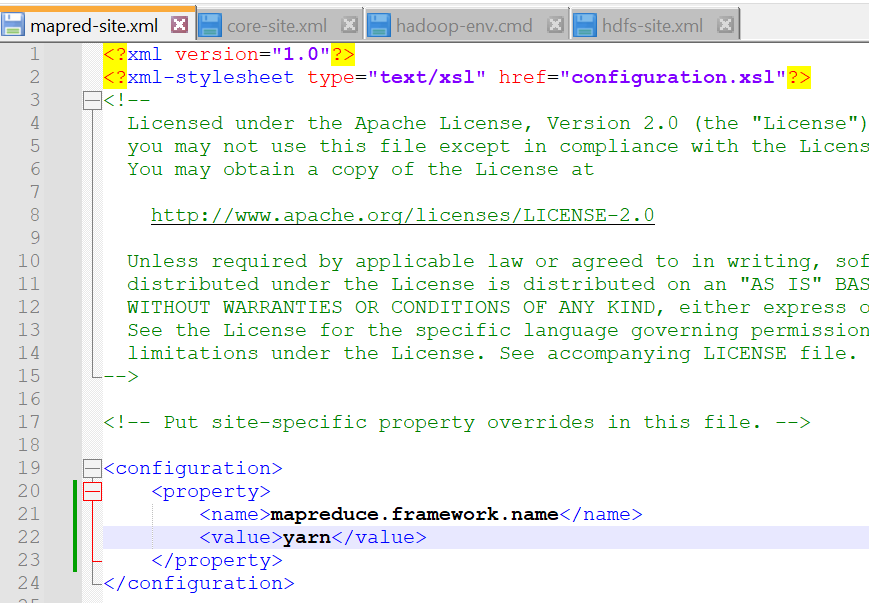 mapred-site.xml core-site.xml hadoop-env.cmd hdfs-site.xml
1 <?xml version="1.0"?>
2 <?xml-stylesheet type="text/xsl" href="configuration.xsl"?>
3 <!--
4 Licensed under the Apache License, Version 2.0 (the "License")
5 you may not use this file except in compliance with the Licens
6 You may obtain a copy of the License at
7
8 http://www.apache.org/licenses/LICENSE-2.0
9
10 Unless required by applicable law or agreed to in writing, sof
11 distributed under the License is distributed on an "AS IS" BAS
12 WITHOUT WARRANTIES OR CONDITIONS OF ANY KIND, either express o
13 See the License for the specific language governing permission
14 limitations under the License. See accompanying LICENSE file.
15 -->
16
17 <!-- Put site-specific property overrides in this file. -->
18
19 <configuration>
20 <property>
21 <name>mapreduce.framework.name</name>
22 <value>yarn</value>
23 </property>
24 </configuration>